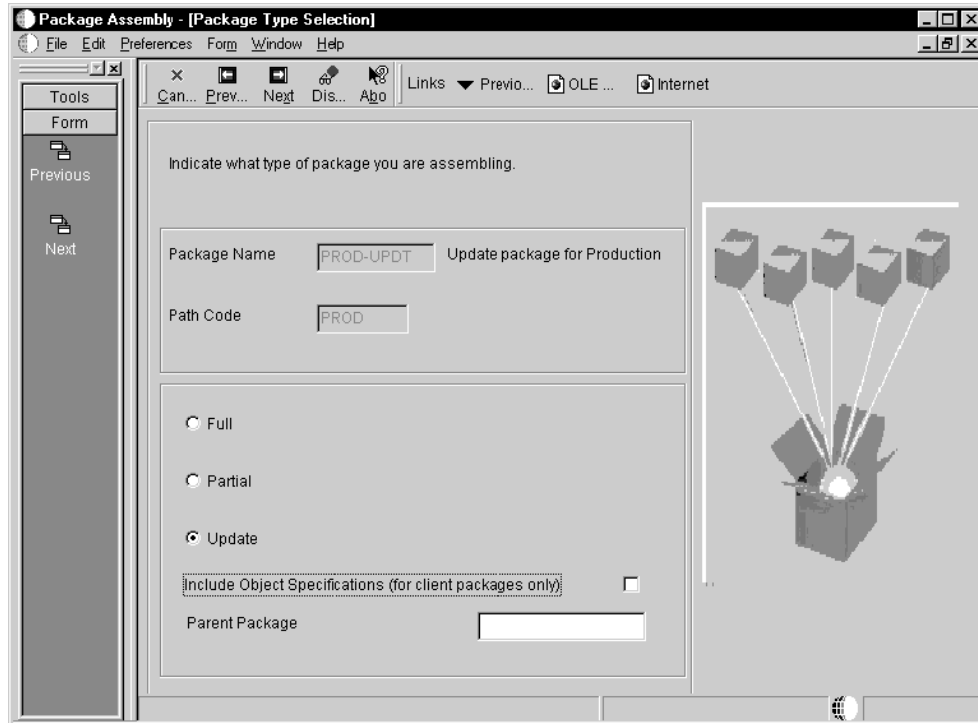 Package Assembly - [Package Type Selection]
File Edit Preferences Form Window Help
Tools
Form
Previous
Next
Can... Prev... Next Dis... Abo Links Previo... OLE ... Internet
Indicate what type of package you are assembling.
Package Name PROD-UPDT Update package for Production
Path Code PROD
Full
Partial
Update
Include Object Specifications (for client packages only)
Parent Package